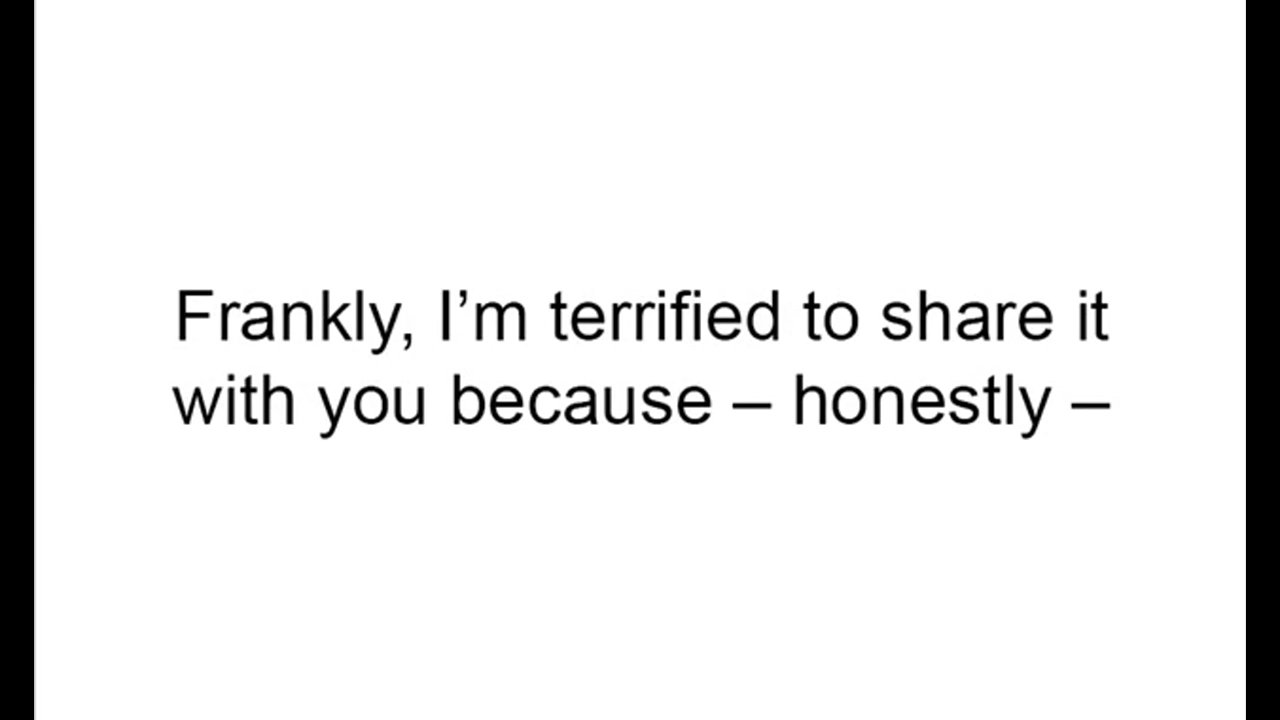 Frankly, I’m terrified to share it
with you because – honestly –